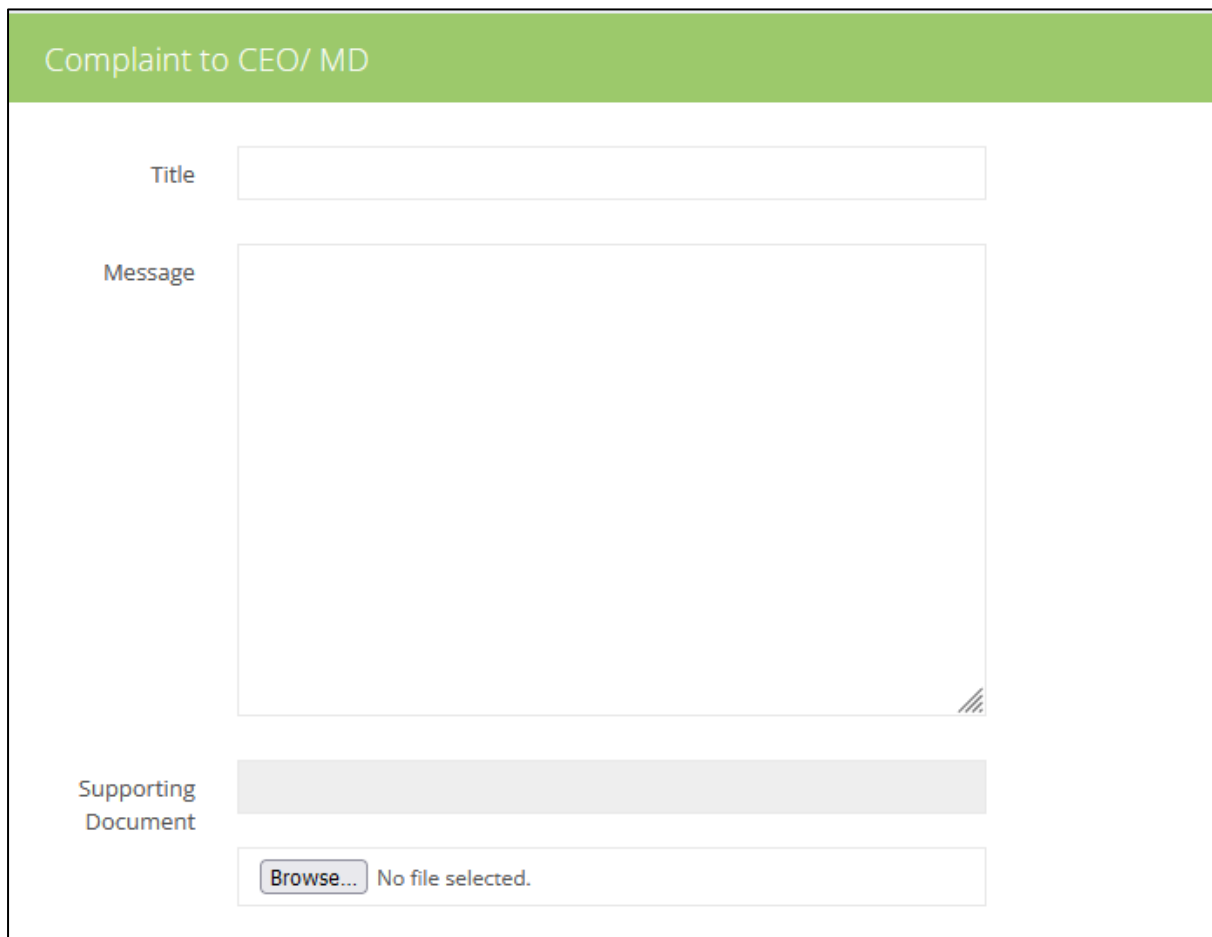 Complaint to CEO/ MD
Title
Message
Supporting
Document
Browse... No file selected.